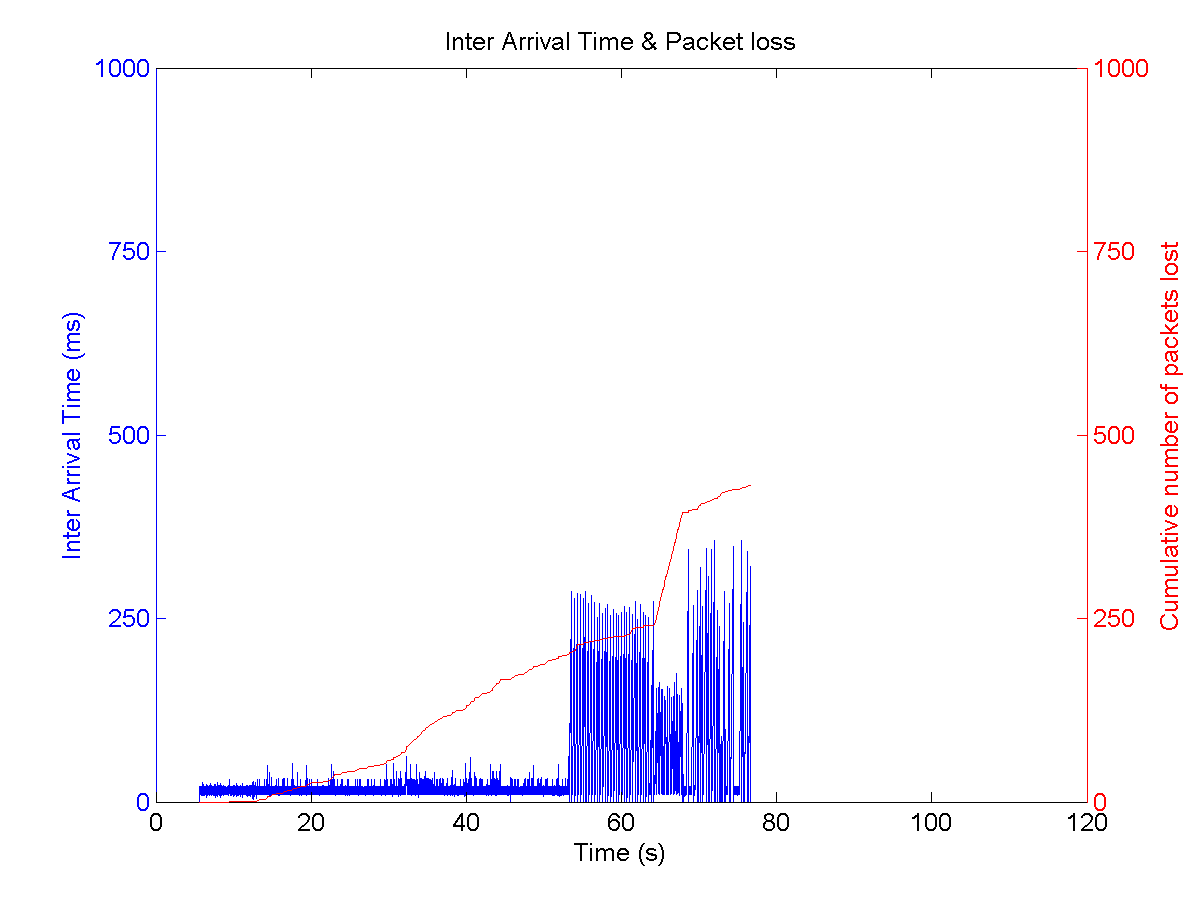 Inter Arrival Time & Packet loss
1000
750
500
250
0
Inter Arrival Time (ms)
1000
750
500
250
0
Cumulative number of packets lost
0 20 40 60 80 100 120
Time (s)